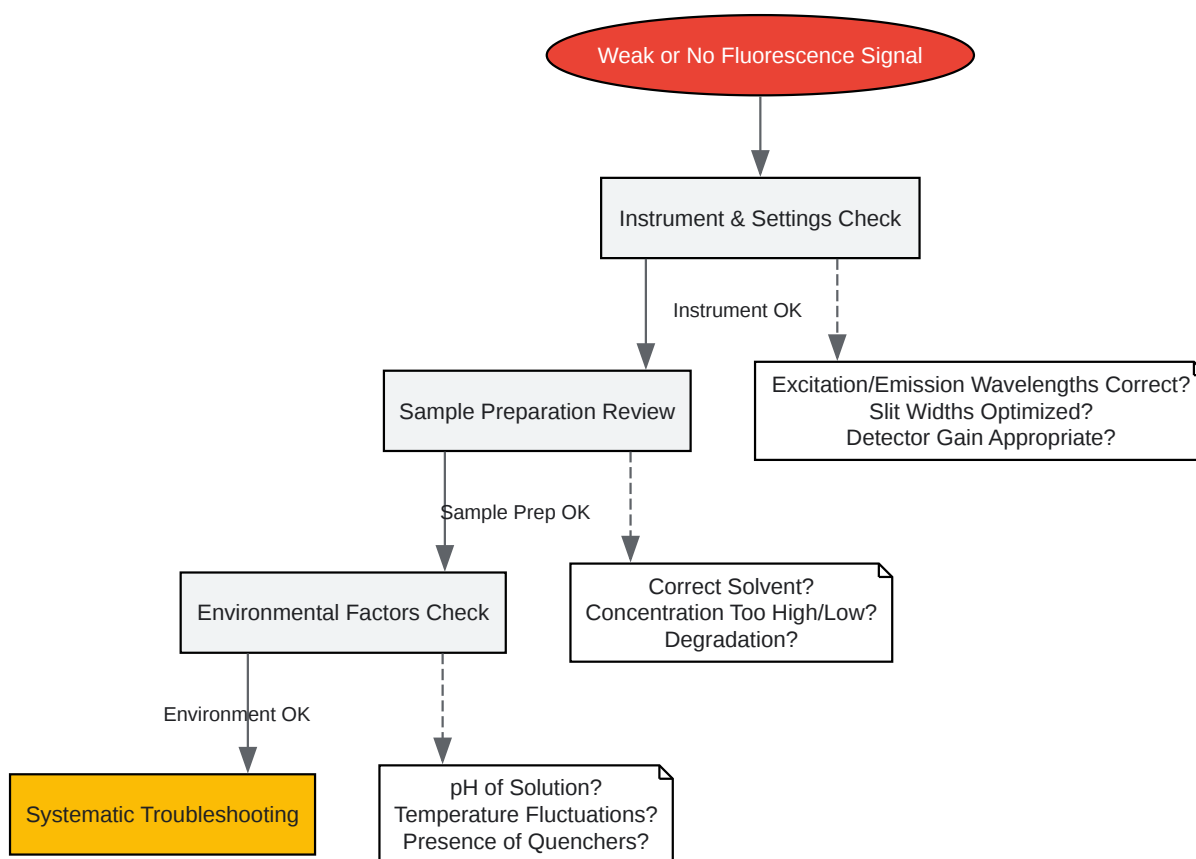 Weak or No Fluorescence Signal
Instrument & Settings Check
Instrument OK
Excitation/Emission Wavelengths Correct?
Slit Widths Optimized?
Detector Gain Appropriate?
Sample Preparation Review
Sample Prep OK
Correct Solvent?
Concentration Too High/Low?
Degradation?
Environmental Factors Check
Environment OK
Systematic Troubleshooting
pH of Solution?
Temperature Fluctuations?
Presence of Quenchers?